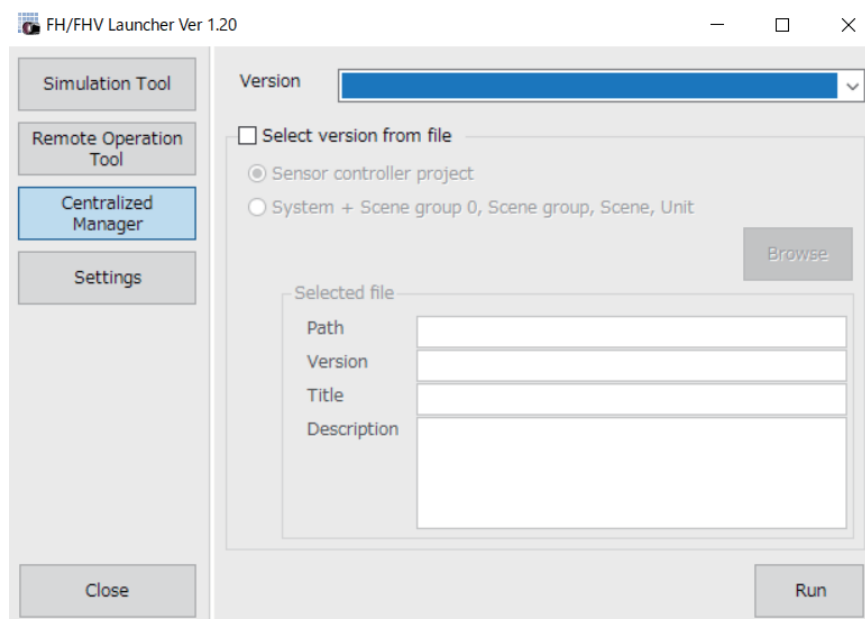 FH/FHV Launcher Ver 1.20
Simulation Tool
Remote Operation
Tool
Centralized
Manager
Settings
Close
Version
Select version from file
Sensor controller project
System + Scene group 0, Scene group, Scene, Unit
Browse
Selected file
Path
Version
Title
Description
Run